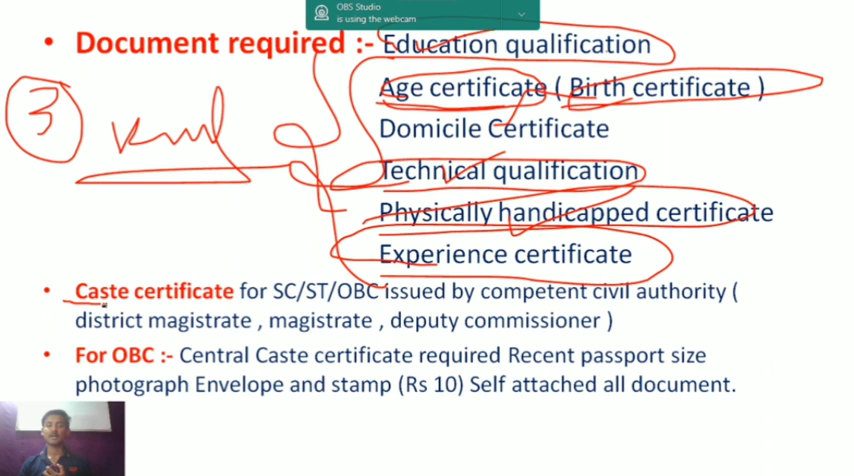 OBS Studio
is using the webcam
• Document required :- Education qualification
Age certificate ( Birth certificate )
Domicile Certificate
Technical qualification
Physically handicapped certificate
Experience certificate
3
• Caste certificate for SC/ST/OBC issued by competent civil authority (
district magistrate , magistrate , deputy commissioner )
• For OBC :- Central Caste certificate required Recent passport size
photograph Envelope and stamp (Rs 10) Self attached all document.